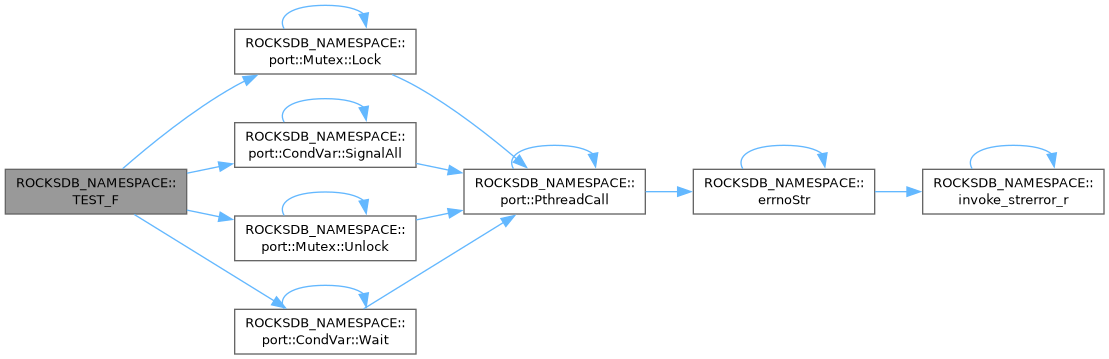 ROCKSDB_NAMESPACE::
TEST_F
ROCKSDB_NAMESPACE::
port::Mutex::Lock
ROCKSDB_NAMESPACE::
port::CondVar::SignalAll
ROCKSDB_NAMESPACE::
port::Mutex::Unlock
ROCKSDB_NAMESPACE::
port::CondVar::Wait
ROCKSDB_NAMESPACE::
port::PthreadCall
ROCKSDB_NAMESPACE::
errnoStr
ROCKSDB_NAMESPACE::
invoke_strerror_r